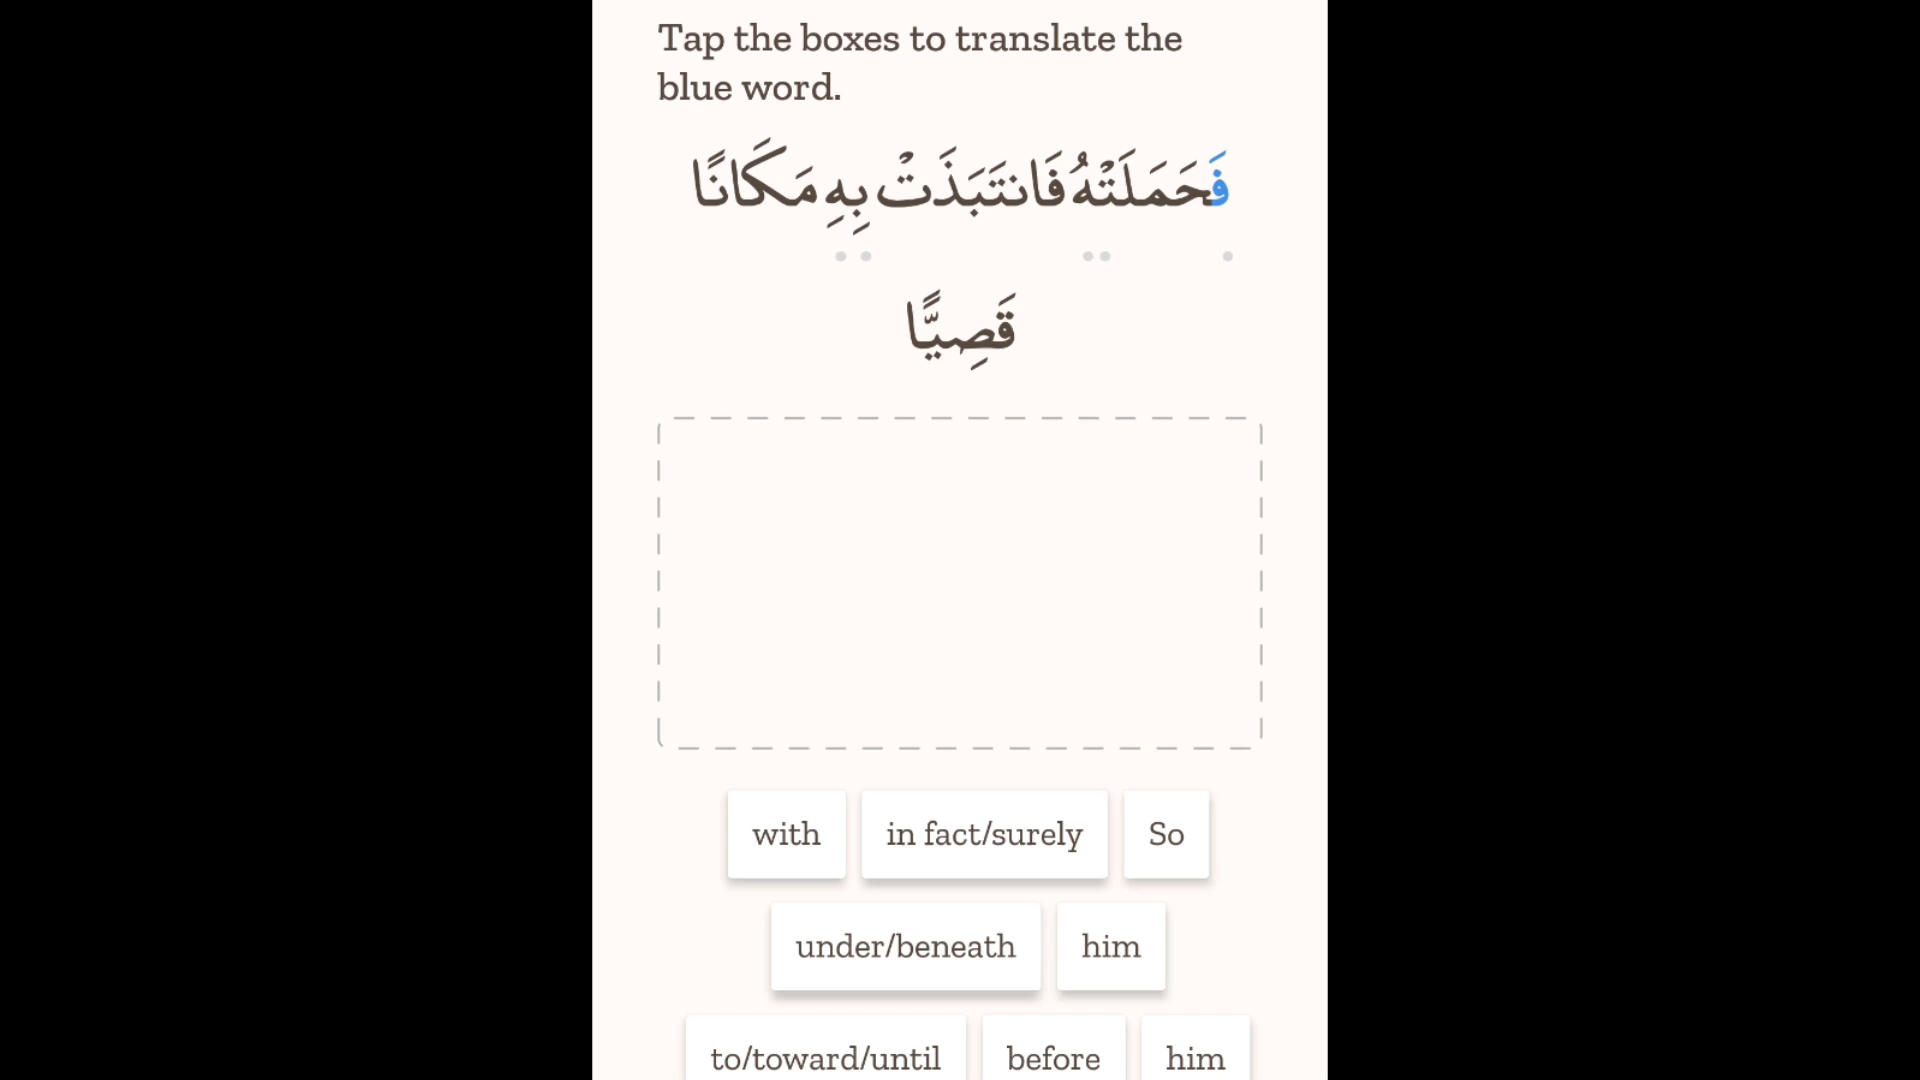 Tap the boxes to translate the
blue word.
فَحَمَلَتْهُ فَانتَبَذَتْ بِهِ مَكَانًا
قَصِيًّا
with in fact/surely So
under/beneath him
to/toward/until before him